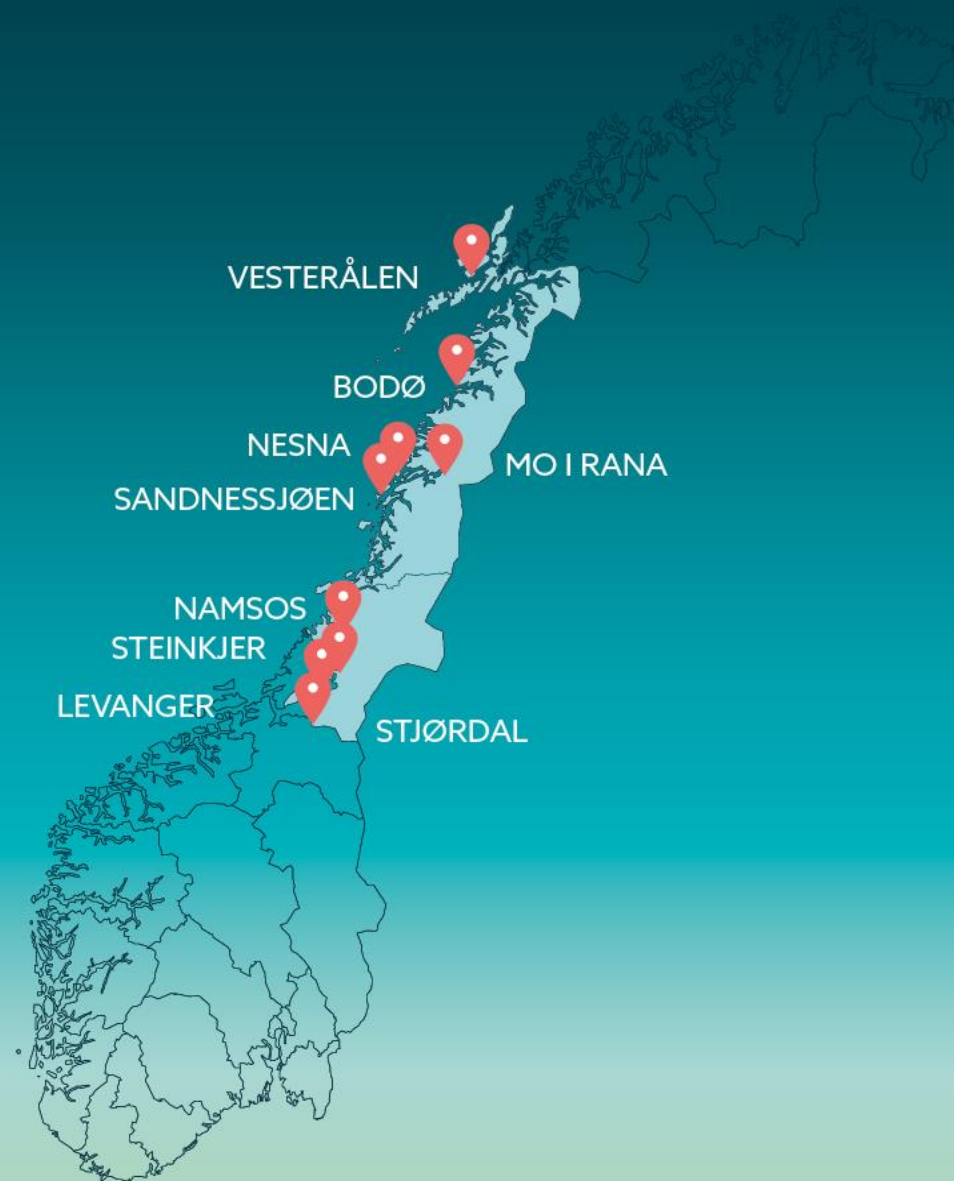 VESTERÅLEN
BODØ
NESNA
MO I RANA
SANDNESSJØEN
NAMSOS
STEINKJER
LEVANGER
STJØRDAL